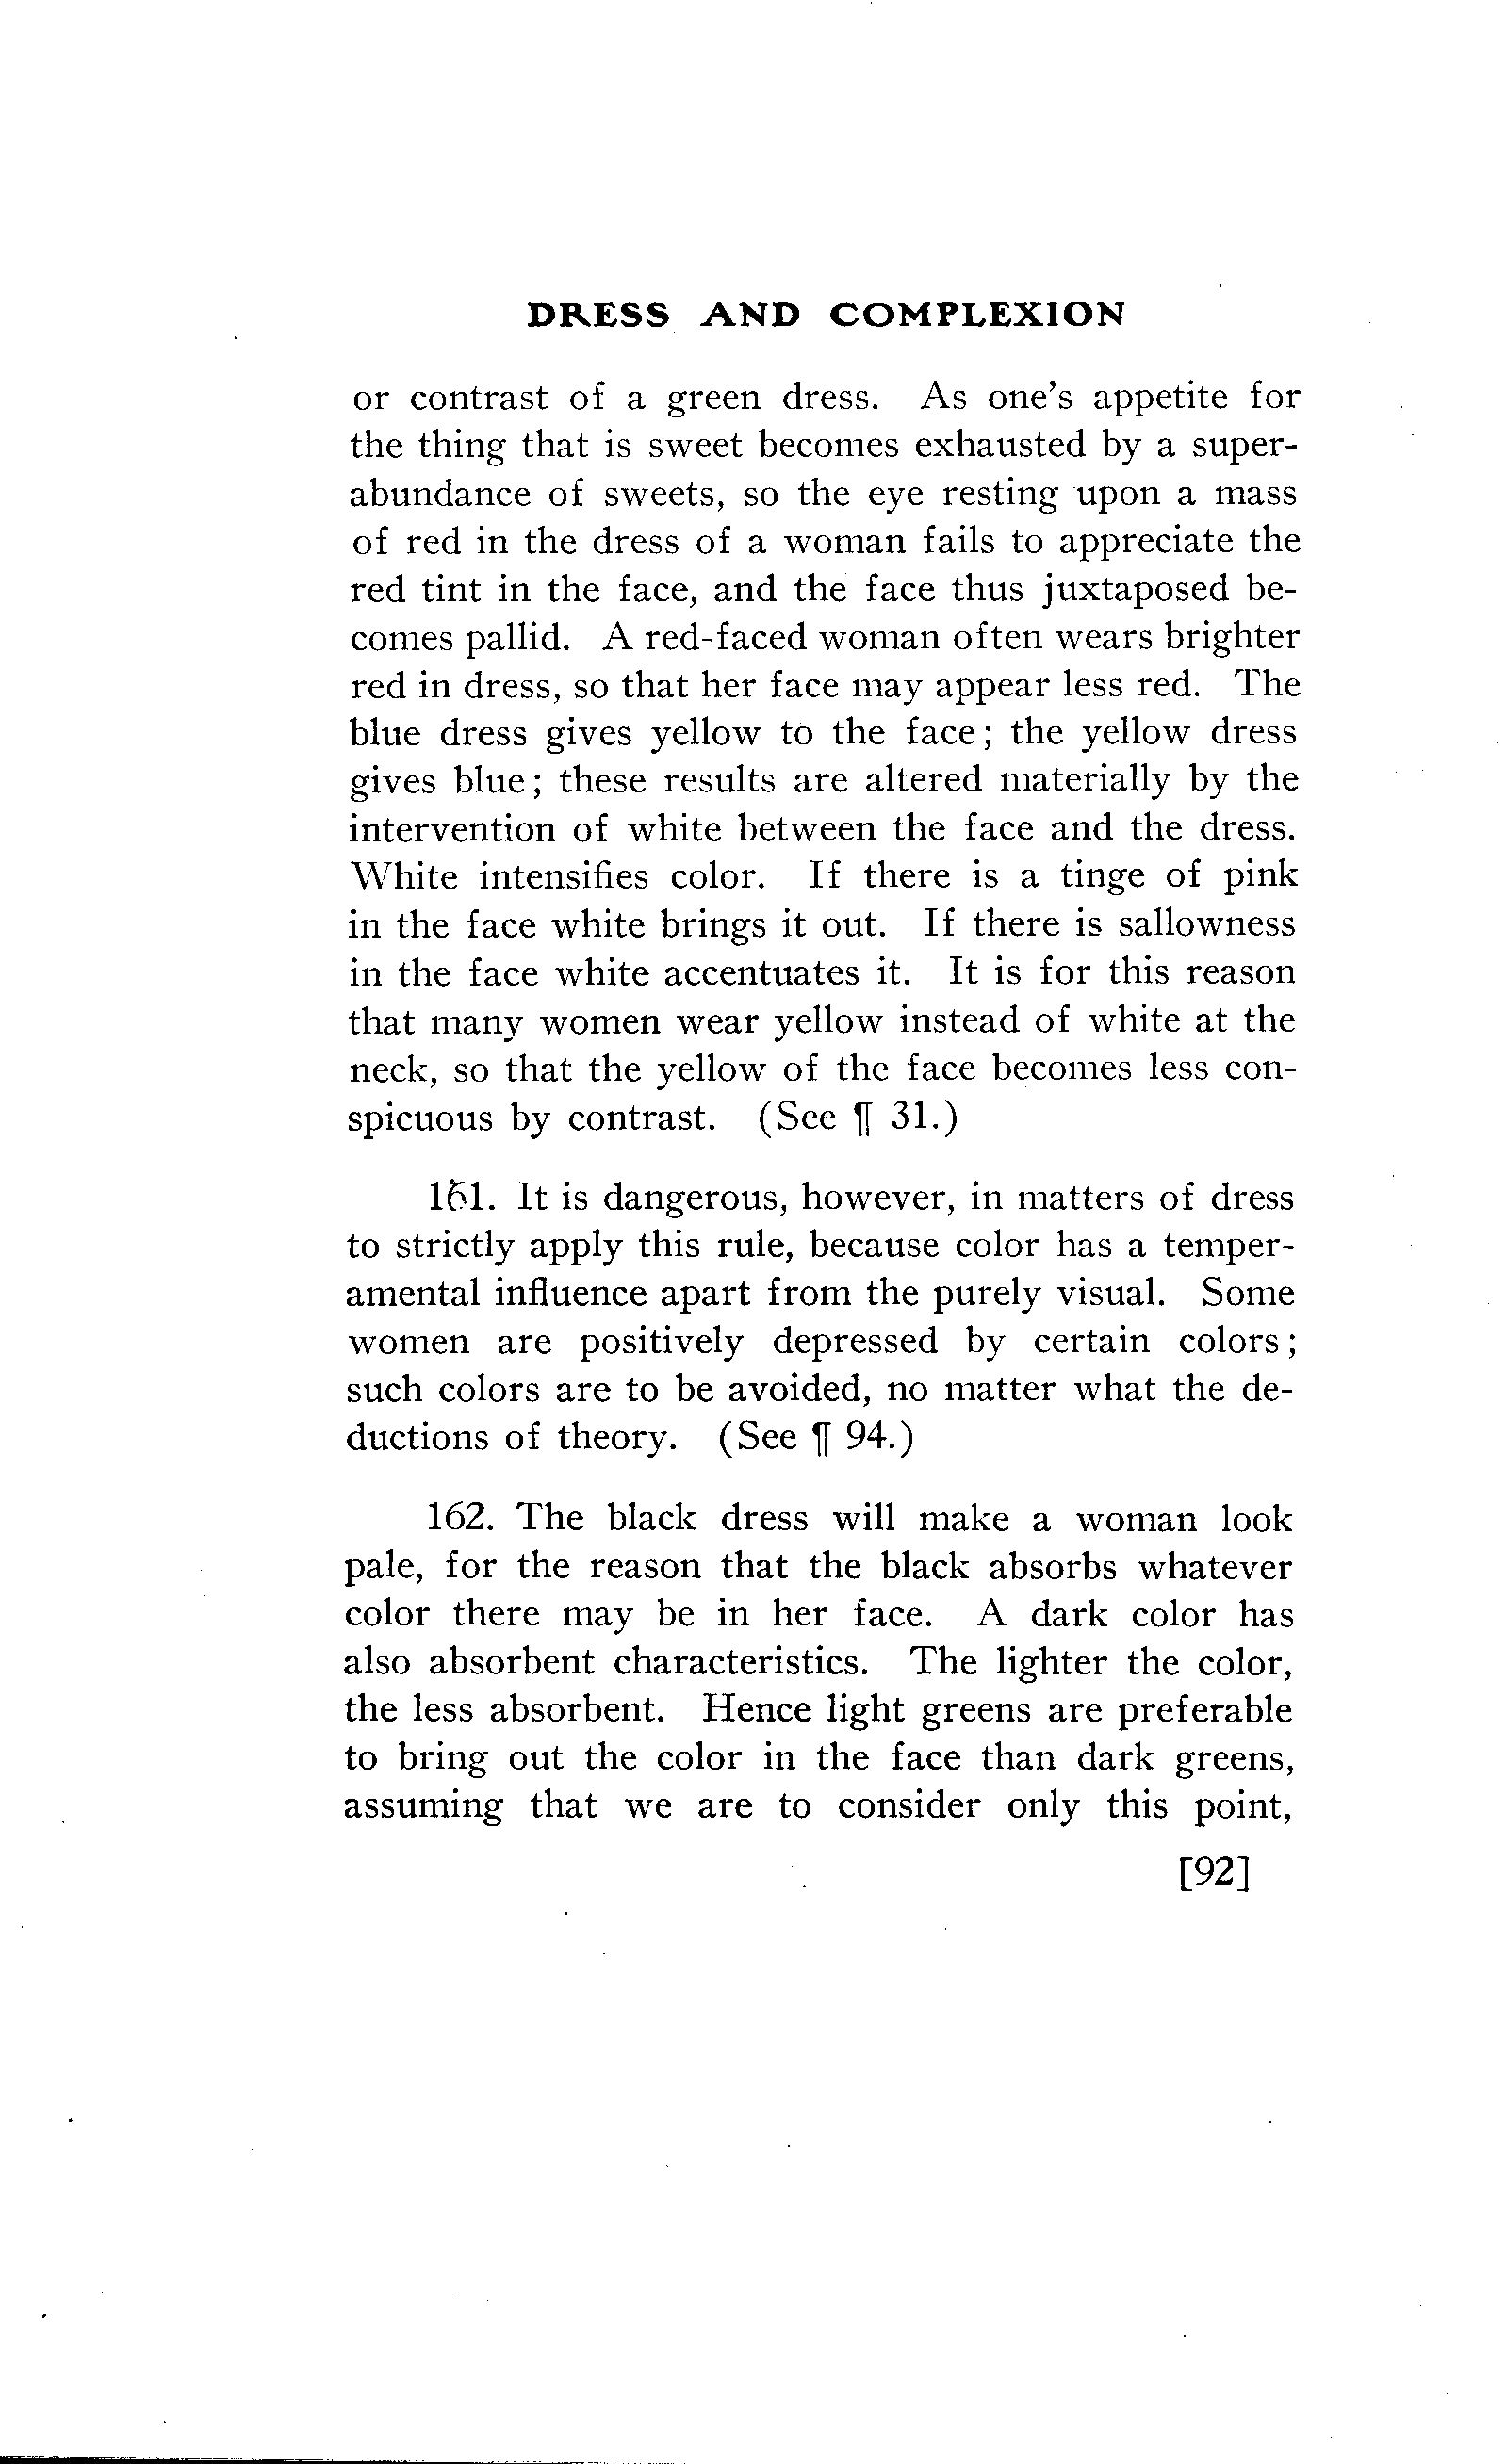 DRESS AND COMPLEXION
or contrast of a green dress. As one's appetite for
the thing that is sweet becomes exhausted by a super-
abundance of sweets, so the eye resting upon a mass
of red in the dress of a woman fails to appreciate the
red tint in the face, and the face thus juxtaposed be-
comes pallid. A red-faced woman often wears brighter
red in dress, so that her face may appear less red. The
blue dress gives yellow to the face; the yellow dress
gives blue; these results are altered materially by the
intervention of white between the face and the dress.
White intensifies color. If there is a tinge of pink
in the face white brings it out. If there is sallowness
in the face white accentuates it. It is for this reason
that many women wear yellow instead of white at the
neck, so that the yellow of the face becomes less con-
spicuous by contrast. (See ¶ 31.)
161. It is dangerous, however, in matters of dress
to strictly apply this rule, because color has a temper-
amental influence apart from the purely visual. Some
women are positively depressed by certain colors;
such colors are to be avoided, no matter what the de-
ductions of theory. (See ¶ 94.)
162. The black dress will make a woman look
pale, for the reason that the black absorbs whatever
color there may be in her face. A dark color has
also absorbent characteristics. The lighter the color,
the less absorbent. Hence light greens are preferable
to bring out the color in the face than dark greens,
assuming that we are to consider only this point,
[92]